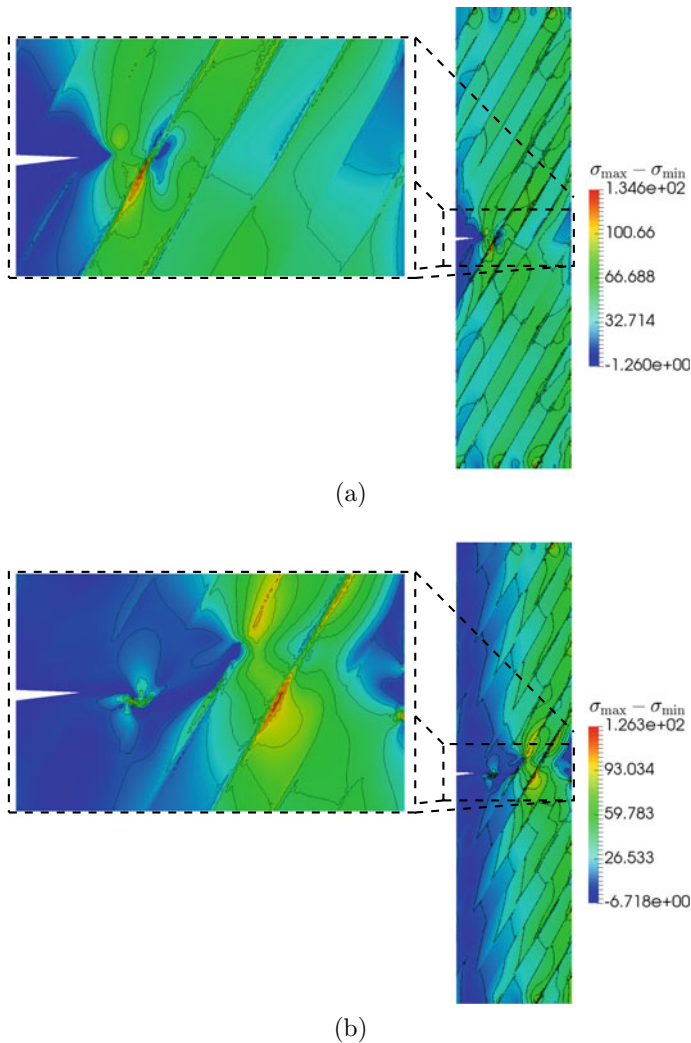 σmax − σmin
1.346e+02
100.66
66.688
32.714
-1.260e+00
(a)
σmax − σmin
1.263e+02
93.034
59.783
26.533
-6.718e+00
(b)